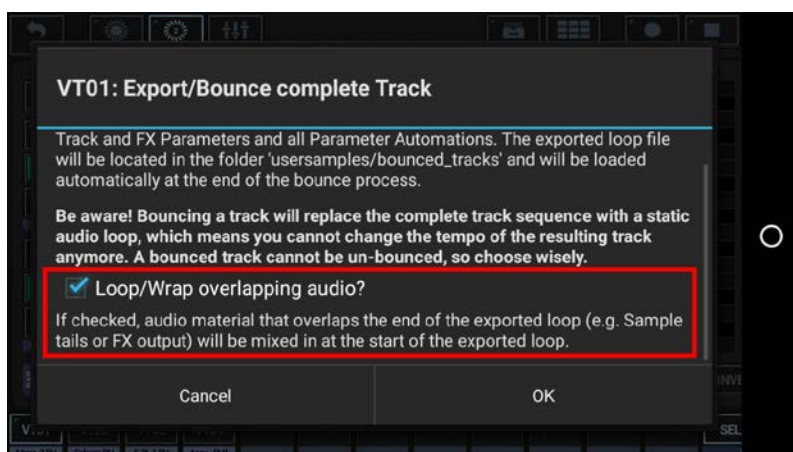 VT01: Export/Bounce complete Track
Track and FX Parameters and all Parameter Automations. The exported loop file
will be located in the folder 'usersamples/bounced_tracks' and will be loaded
automatically at the end of the bounce process.
Be aware! Bouncing a track will replace the complete track sequence with a static
audio loop, which means you cannot change the tempo of the resulting track
anymore. A bounced track cannot be un-bounced, so choose wisely.
Loop/Wrap overlapping audio?
If checked, audio material that overlaps the end of the exported loop (e.g. Sample
tails or FX output) will be mixed in at the start of the exported loop.
Cancel OK